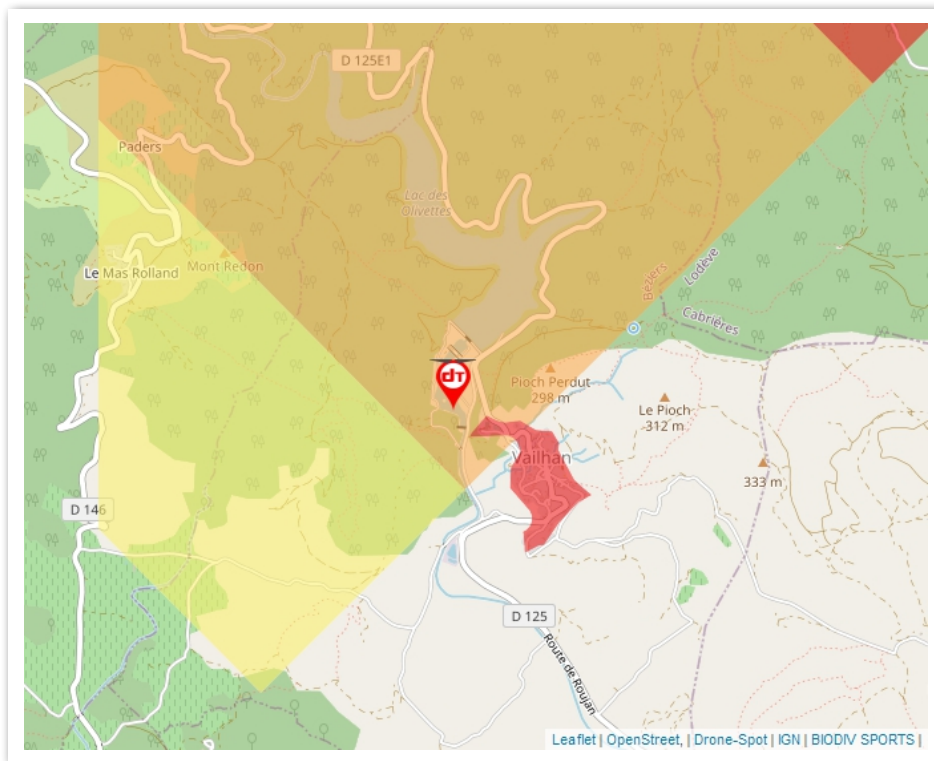 D 125E1
Paders
Lac des
Olivettes
Le Mas Rolland
Mont Redon
Béziers
Lodève
Cabrières
dT
Pioch Perdut
298 m
Le Pioch
312 m
Vailhan
333 m
D 146
D 125
Route de Roujan
Leaflet | OpenStreet, | Drone-Spot | IGN | BIODIV SPORTS |